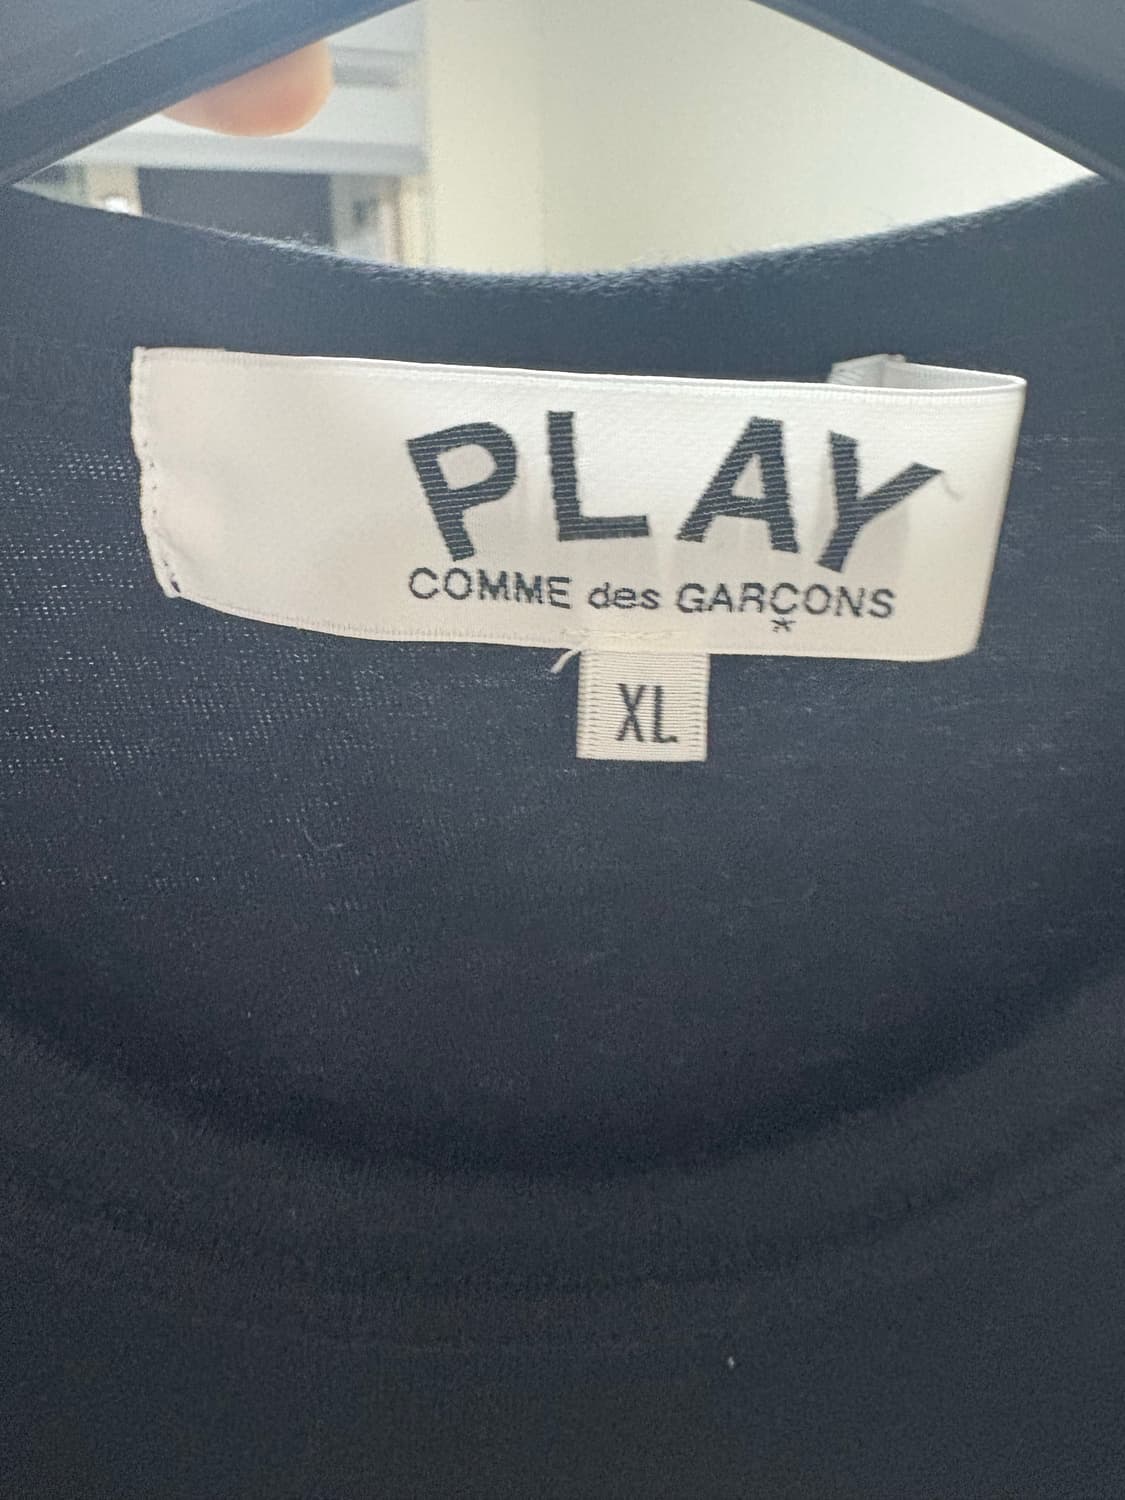 PLAY
COMME des GARÇONS
*
XL